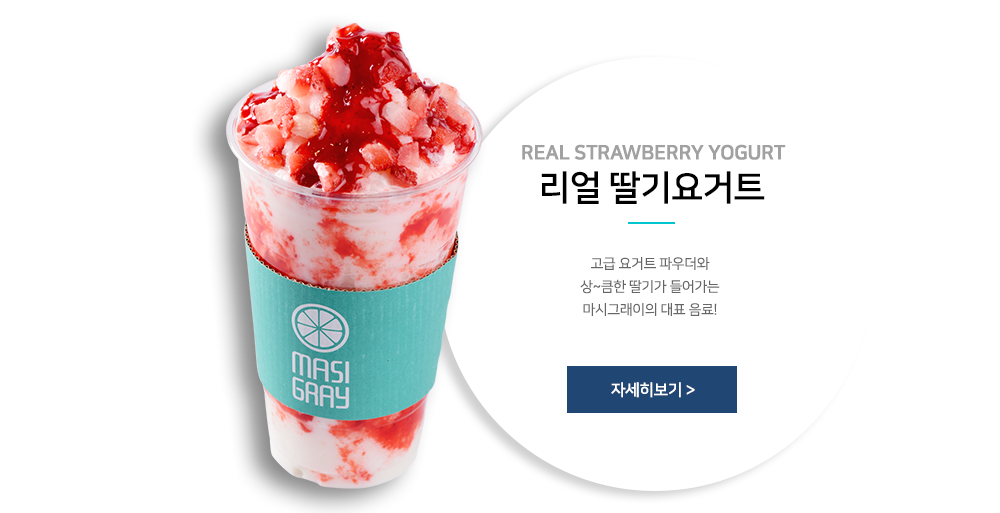 REAL STRAWBERRY YOGURT
리얼 딸기요거트
고급 요거트 파우더와
상~큼한 딸기가 들어가는
마시그레이의 대표 음료!
자세히보기 >
MASI
GRAY